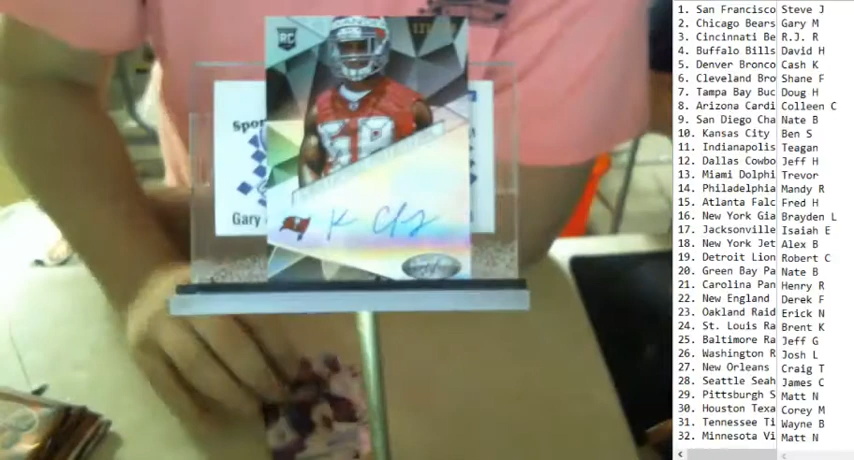 RC
Spor
Gary
58
K Ch
1. San Francisco Steve J
2. Chicago Bears Gary M
3. Cincinnati Be R.J. R
4. Buffalo Bills David H
5. Denver Bronco Cash K
6. Cleveland Bro Shane F
7. Tampa Bay Buc Doug H
8. Arizona Cardi Colleen C
9. San Diego Cha Nate B
10. Kansas City Ben S
11. Indianapolis Teagan
12. Dallas Cowbo Jeff H
13. Miami Dolphi Trevor
14. Philadelphia Mandy R
15. Atlanta Falc Fred H
16. New York Gia Brayden L
17. Jacksonville Isaiah E
18. New York Jet Alex B
19. Detroit Lion Robert C
20. Green Bay Pa Nate B
21. Carolina Pan Henry R
22. New England Derek F
23. Oakland Raid Erick N
24. St. Louis Ra Brent K
25. Baltimore Ra Jeff G
26. Washington R Josh L
27. New Orleans Craig T
28. Seattle Seah James C
29. Pittsburgh S Matt N
30. Houston Texa Corey M
31. Tennessee Ti Wayne B
32. Minnesota Vi Matt N